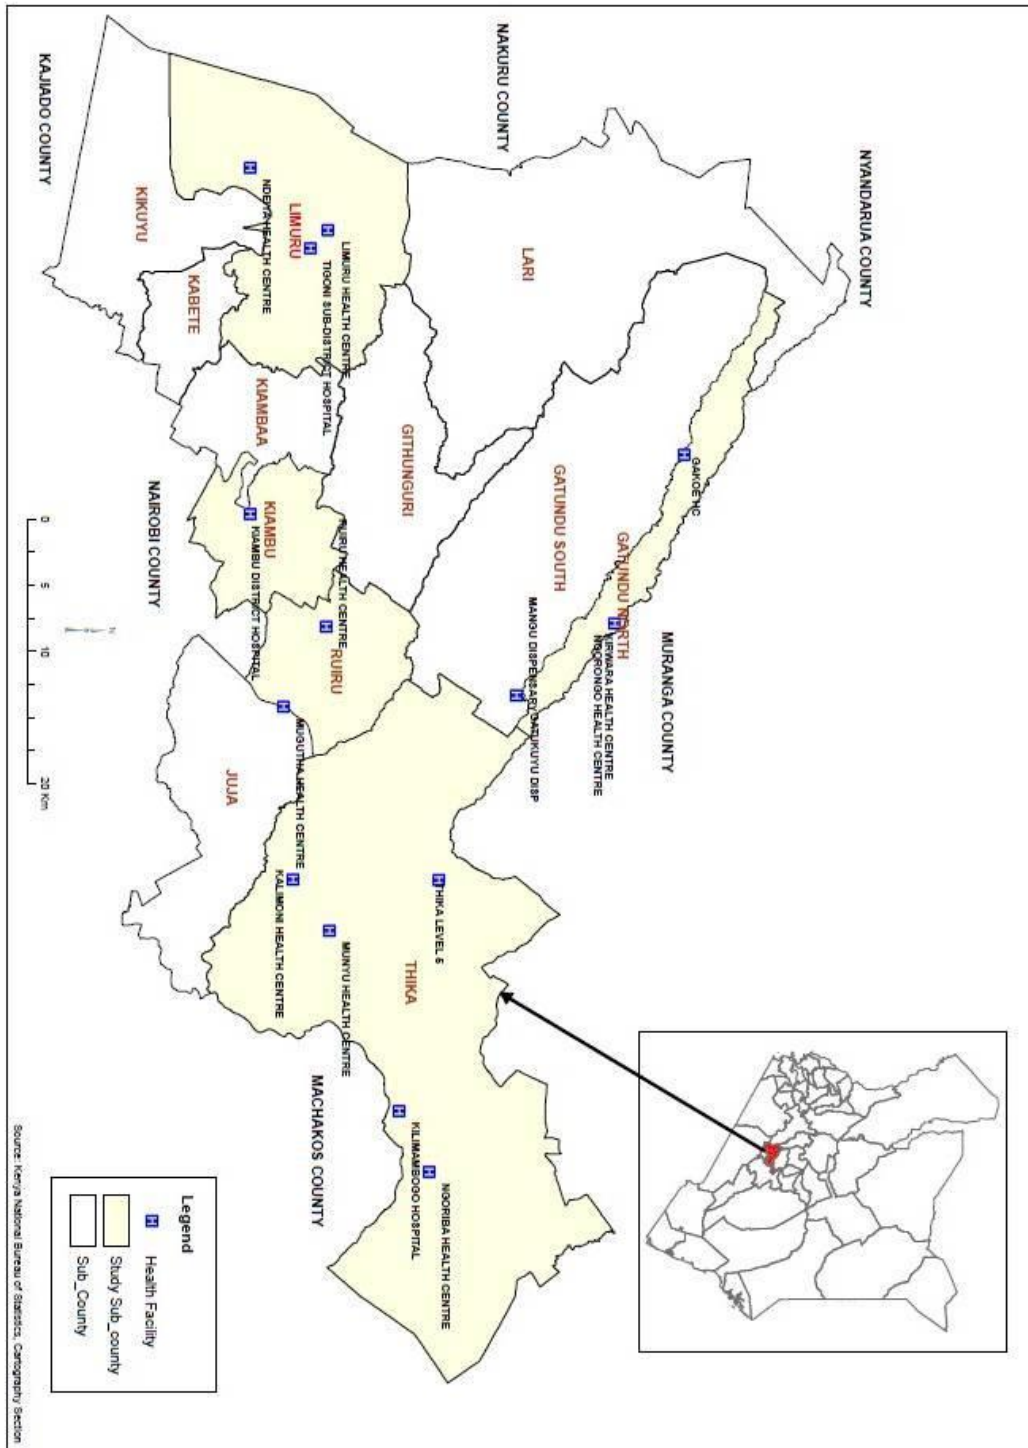 NYANDARUA COUNTY
NAKURU COUNTY
KAJIADO COUNTY
LARI
GAKOE HC
GATUNDU NORTH
MURANGA COUNTY
KIRWARA HEALTH CENTRE
NGORONGO HEALTH CENTRE
GATUNDU SOUTH
MANGU DISPENSARY
GATUKUYU DISP
GITHUNGURI
LIMURU HEALTH CENTRE
TIGONI SUB-DISTRICT HOSPITAL
LIMURU
NDEIYA HEALTH CENTRE
KIKUYU
KABETE
KIAMBAA
KIAMBU
KIAMBU DISTRICT HOSPITAL
RUIRU HEALTH CENTRE
RUIRU
NAIROBI COUNTY
MUGUTHA HEALTH CENTRE
JUJA
THIKA LEVEL 5
THIKA
KALIMONI HEALTH CENTRE
MUNYU HEALTH CENTRE
MACHAKOS COUNTY
KILIMAMBOGO HOSPITAL
NGORIBA HEALTH CENTRE
0 5 10 20 Km
N
Legend
H Health Facility
Study Sub_county
Sub_County
Source: Kenya National Bureau of Statistics, Cartography Section